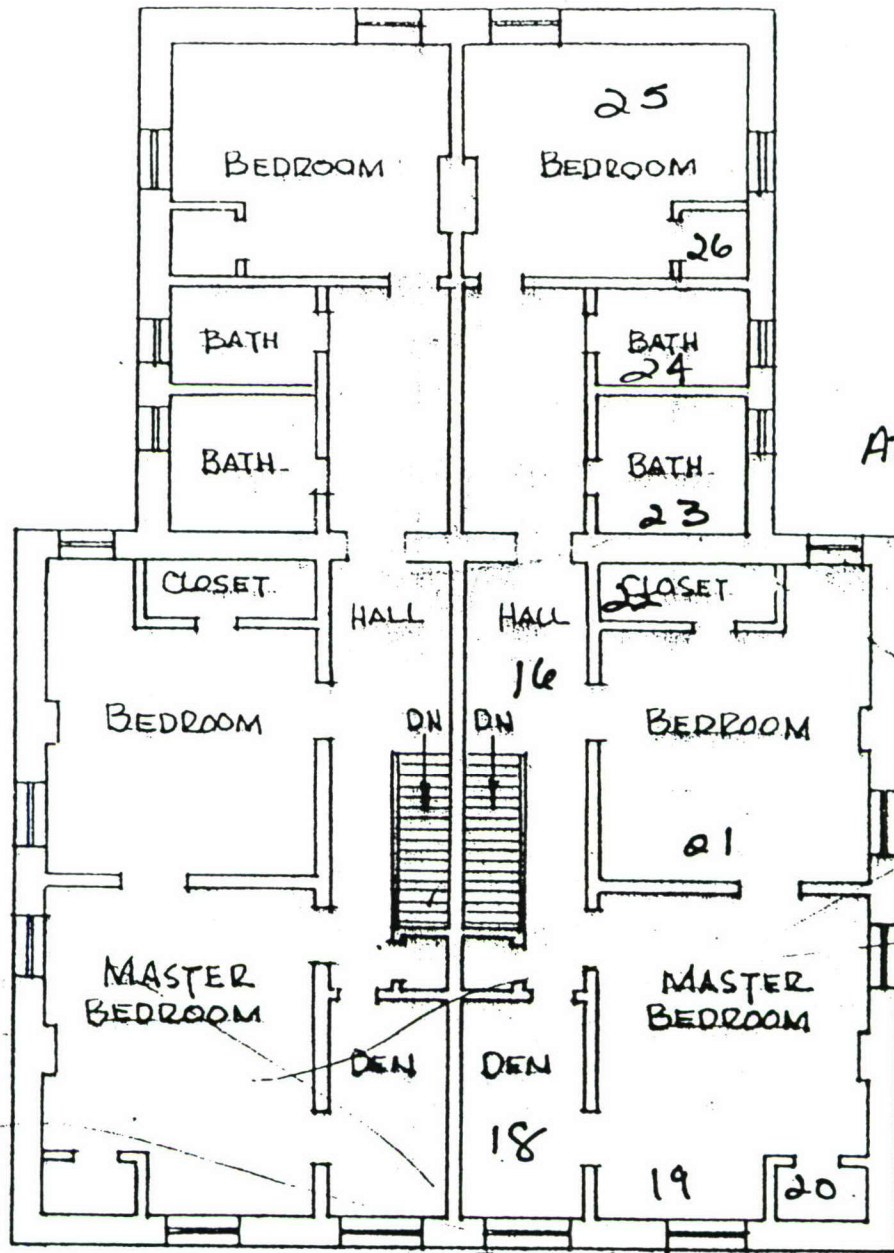 25
BEDROOM BEDROOM
26
BATH BATH
24
BATH BATH
23
CLOSET CLOSET
22
HALL HALL
16
BEDROOM DN DN BEDROOM
21
MASTER BEDROOM MASTER BEDROOM
DEN DEN
18
19 20